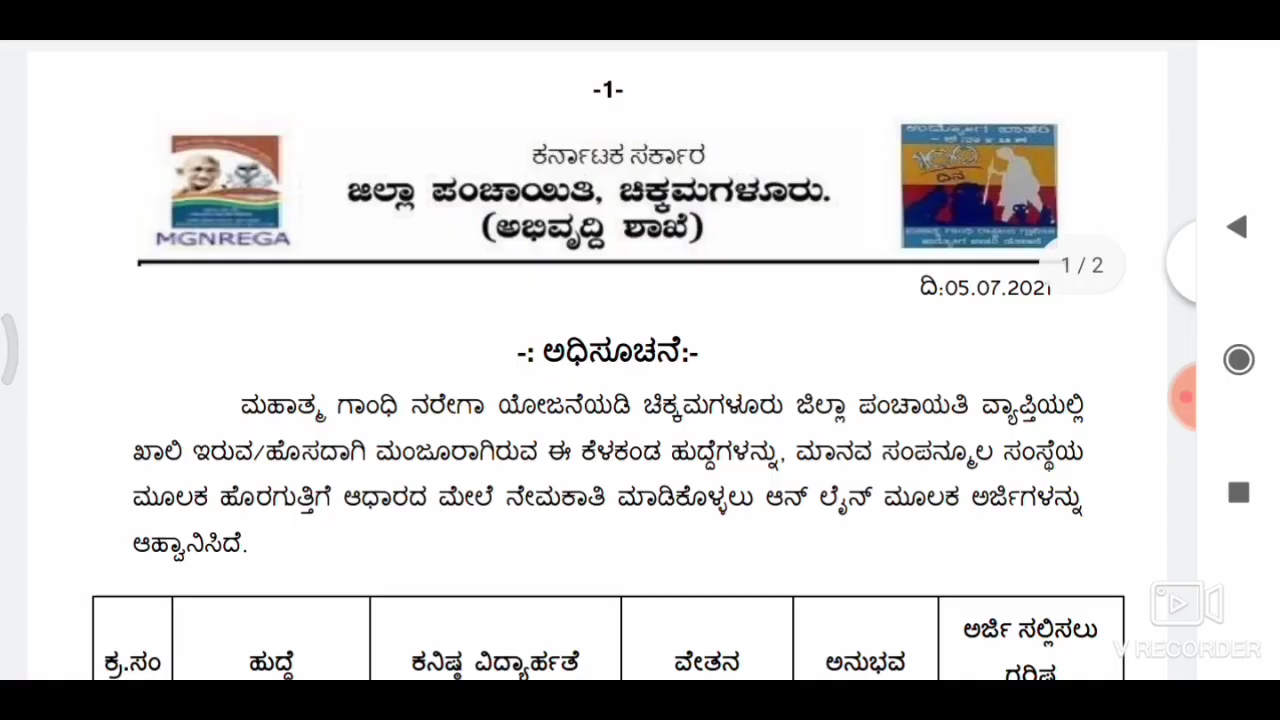 -1-
ಕರ್ನಾಟಕ ಸರ್ಕಾರ
ಜಿಲ್ಲಾ ಪಂಚಾಯಿತಿ, ಚಿಕ್ಕಮಗಳೂರು.
(ಅಭಿವೃದ್ದಿ ಶಾಖೆ)
MGNREGA
1 / 2
ದಿ:05.07.2021
-: ಅಧಿಸೂಚನೆ:-
ಮಹಾತ್ಮ ಗಾಂಧಿ ನರೇಗಾ ಯೋಜನೆಯಡಿ ಚಿಕ್ಕಮಗಳೂರು ಜಿಲ್ಲಾ ಪಂಚಾಯತಿ ವ್ಯಾಪ್ತಿಯಲ್ಲಿ
ಖಾಲಿ ಇರುವ/ಹೊಸದಾಗಿ ಮಂಜೂರಾಗಿರುವ ಈ ಕೆಳಕಂಡ ಹುದ್ದೆಗಳನ್ನು, ಮಾನವ ಸಂಪನ್ಮೂಲ ಸಂಸ್ಥೆಯ
ಮೂಲಕ ಹೊರಗುತ್ತಿಗೆ ಆಧಾರದ ಮೇಲೆ ನೇಮಕಾತಿ ಮಾಡಿಕೊಳ್ಳಲು ಆನ್ ಲೈನ್ ಮೂಲಕ ಅರ್ಜಿಗಳನ್ನು
ಆಹ್ವಾನಿಸಿದೆ.
ಕ್ರ.ಸಂ ಹುದ್ದೆ ಕನಿಷ್ಠ ವಿದ್ಯಾರ್ಹತೆ ವೇತನ ಅನುಭವ ಅರ್ಜಿ ಸಲ್ಲಿಸಲು
V RECORDER